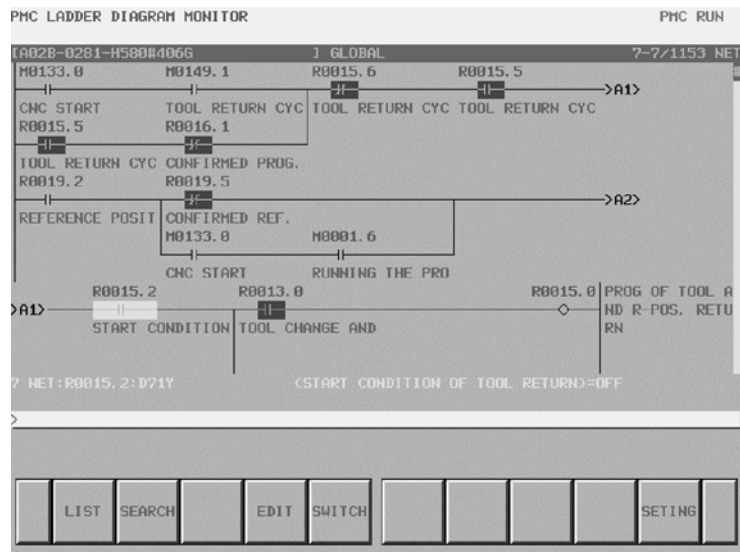 PMC LADDER DIAGRAM MONITOR PMC RUN
[A02B-0281-H580#406G ] GLOBAL 7-7/1153 NET
M0133.0 M0149.1 R0015.6 R0015.5
>A1>
CNC START TOOL RETURN CYC TOOL RETURN CYC TOOL RETURN CYC
R0015.5 R0016.1
TOOL RETURN CYC CONFIRMED PROG.
R0019.2 R0019.5
>A2>
REFERENCE POSIT CONFIRMED REF.
M0133.0 M0001.6
CNC START RUNNING THE PRO
R0015.2 R0013.0 R0015.0 PROG OF TOOL A
>A1> ND R-POS. RETU
START CONDITION TOOL CHANGE AND RN
7 NET:R0015.2:D71Y (START CONDITION OF TOOL RETURN)=OFF
>
LIST SEARCH EDIT SWITCH SETING